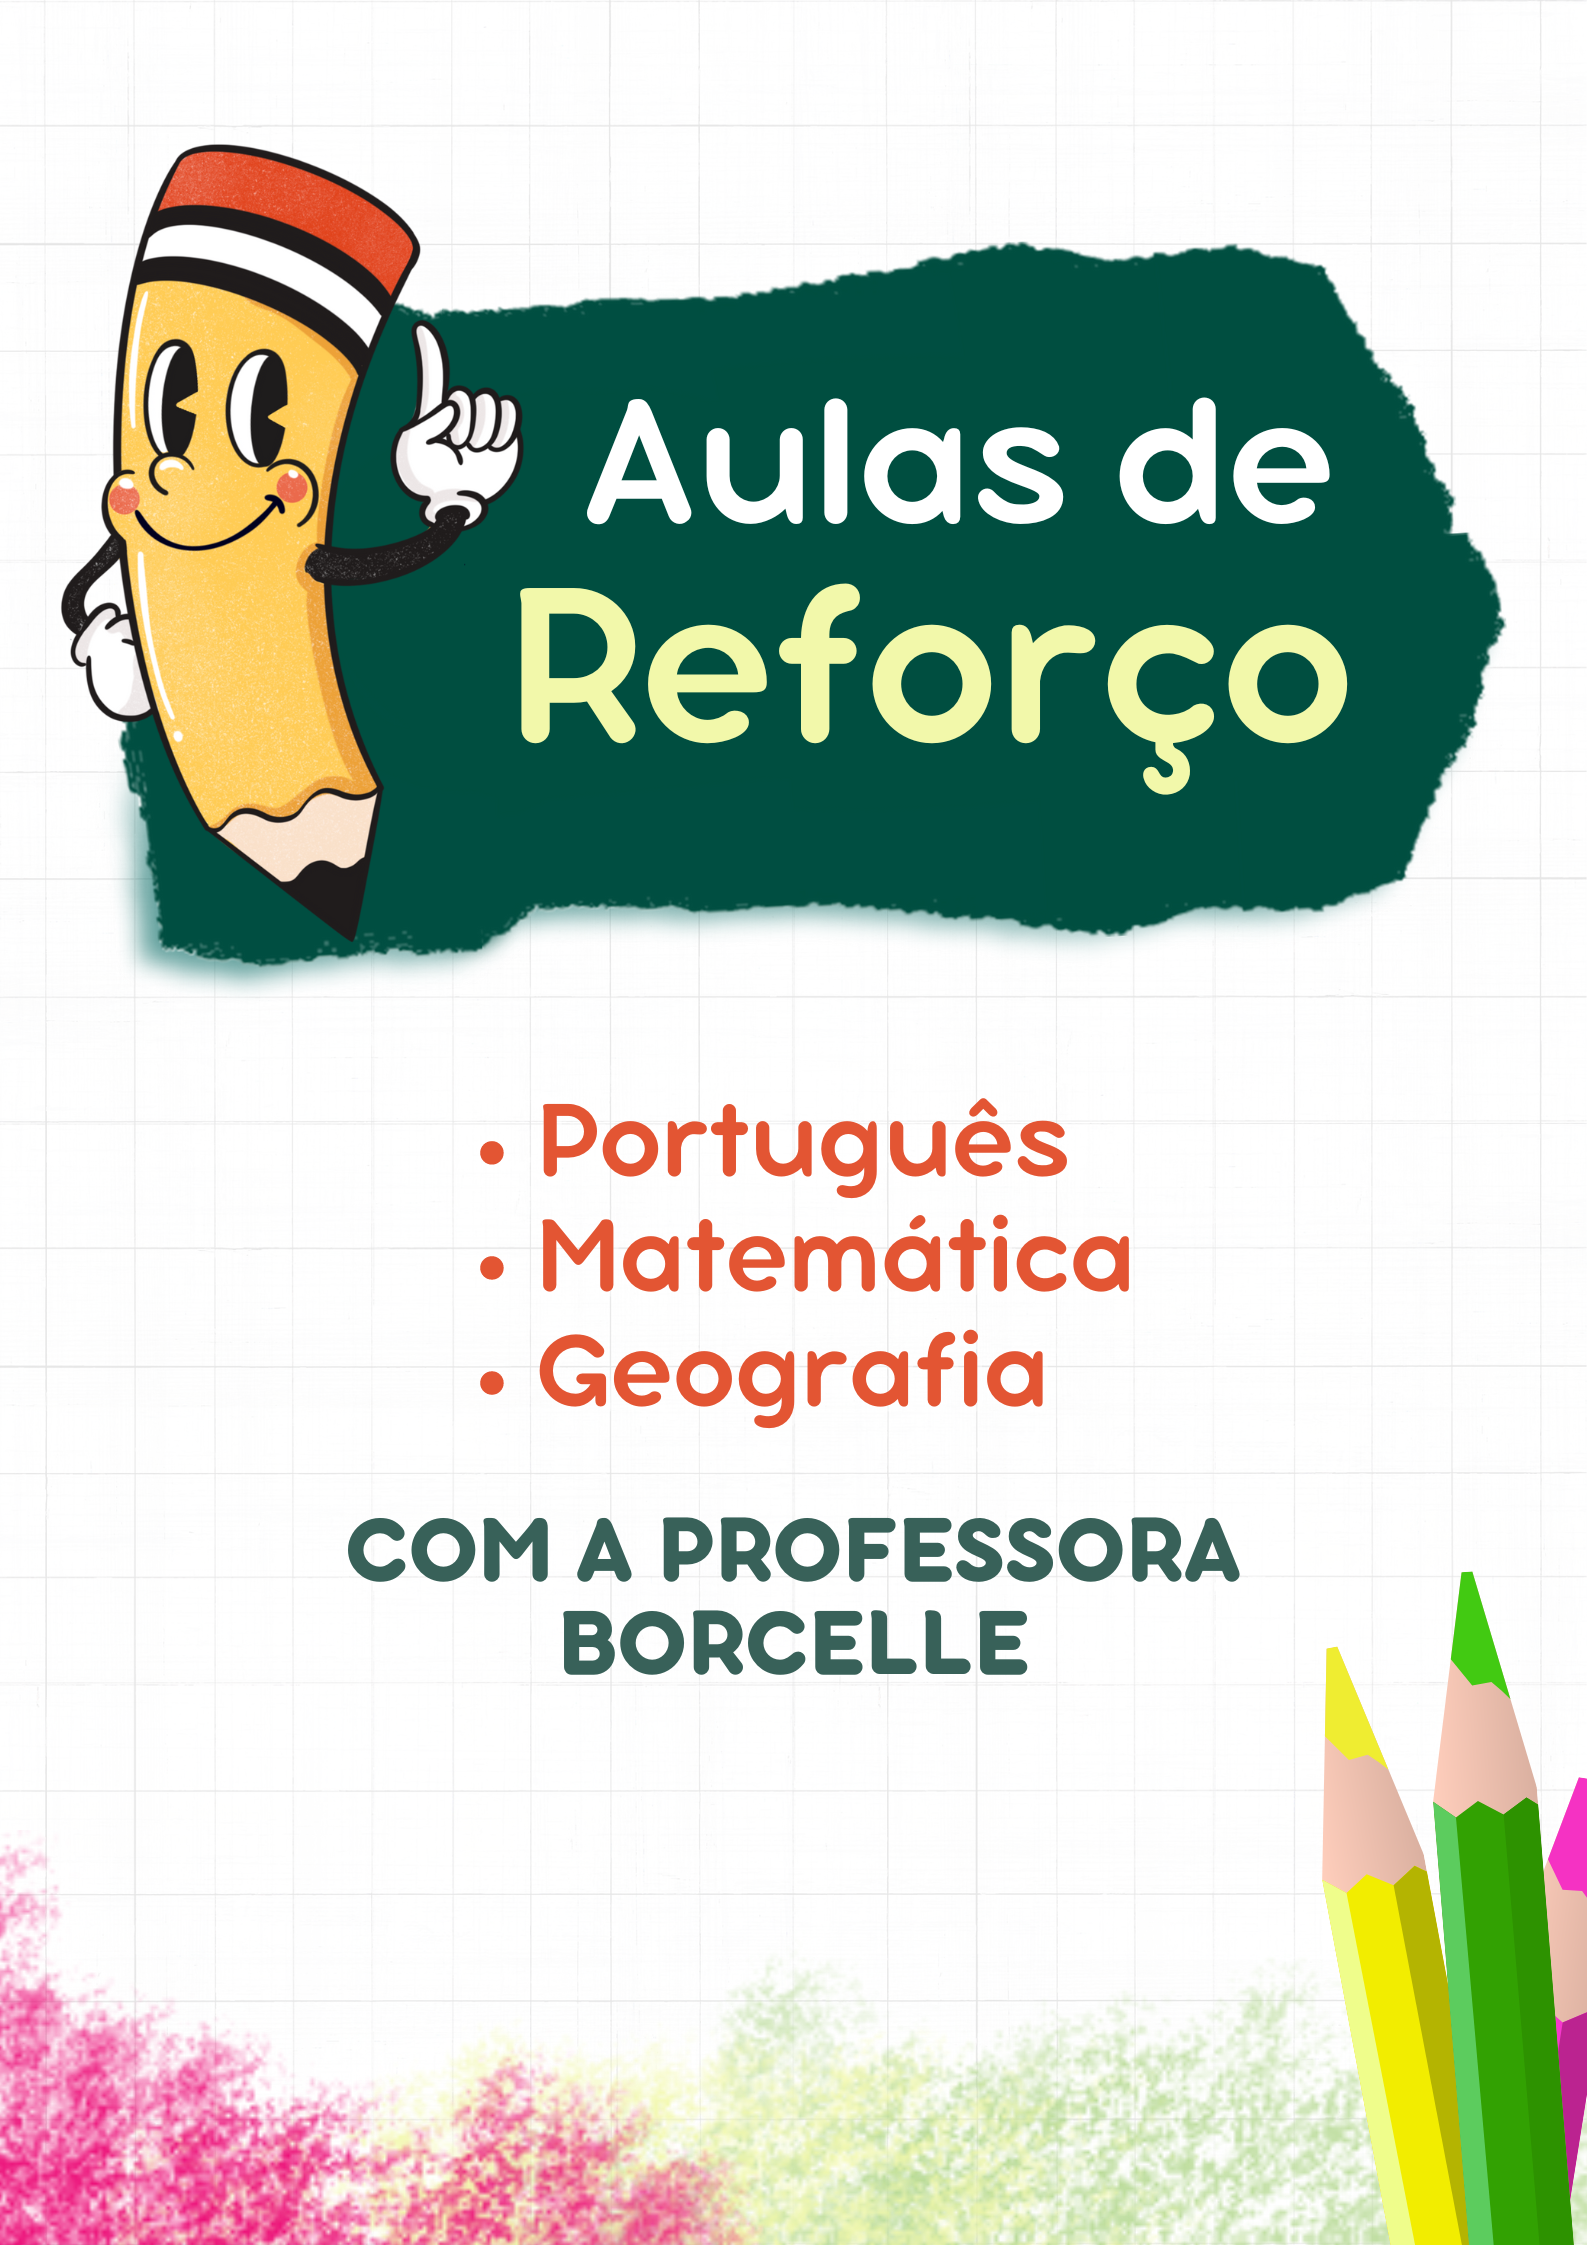 Aulas de
Reforço
• Português
• Matemática
• Geografia
COM A PROFESSORA
BORCELLE